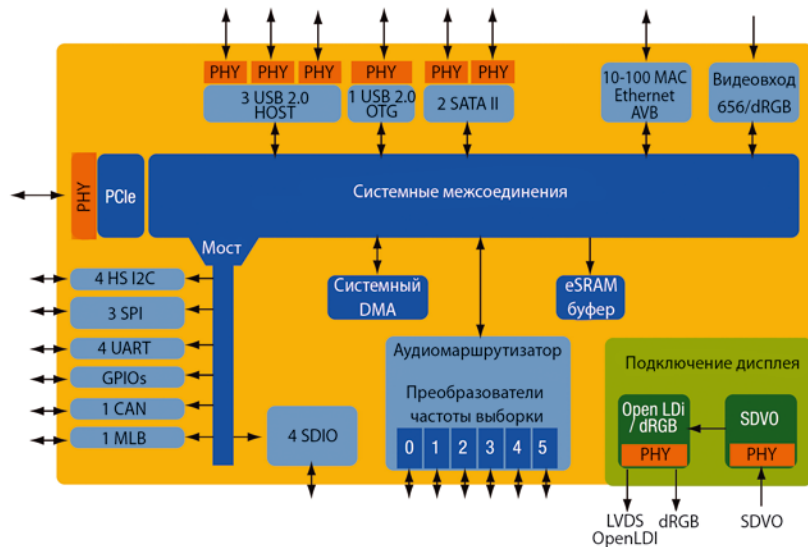 PHY PHY PHY PHY PHY PHY
3 USB 2.0
HOST
1 USB 2.0
OTG
2 SATA II
10-100 MAC
Ethernet
AVB
Видеовход
656/dRGB
PHY
PCIe
Системные межсоединения
Мост
4 HS I2C
3 SPI
4 UART
GPIOs
1 CAN
1 MLB
Системный
DMA
eSRAM
буфер
4 SDIO
Аудиомаршрутизатор
Преобразователи
частоты выборки
0 1 2 3 4 5
Подключение дисплея
Open LDi
/ dRGB
PHY
SDVO
PHY
LVDS
OpenLDI
dRGB
SDVO